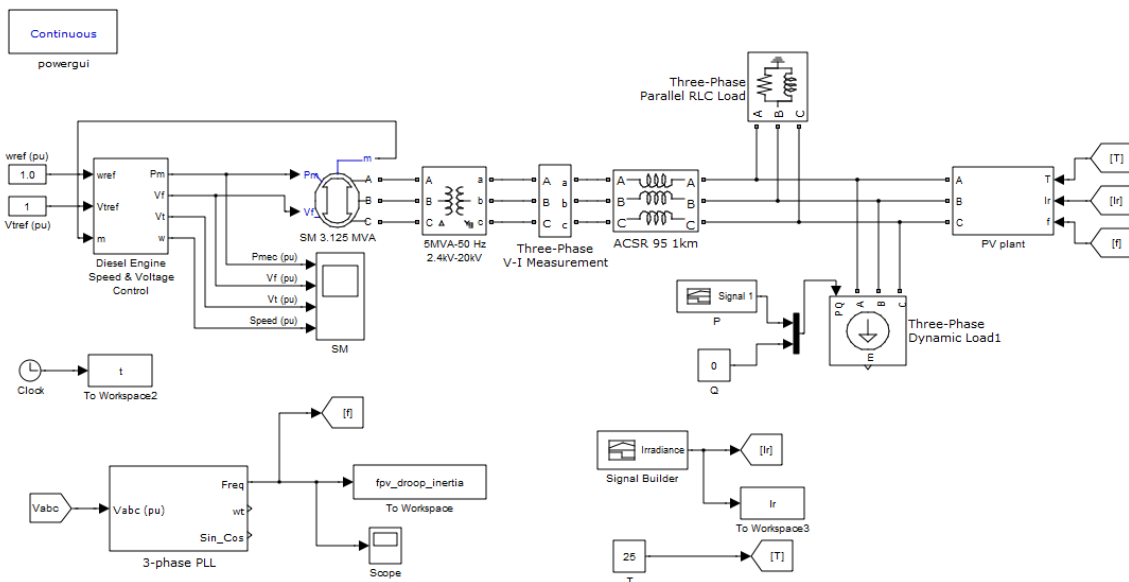 Continuous
powergui
Three-Phase
Parallel RLC Load
A B C
wref (pu)
1.0
Vtref (pu)
1
wref
Vtref
m
Pm
Vf
Vt
w
Diesel Engine
Speed & Voltage
Control
Pm
Vf_
m
A
B
C
SM 3.125 MVA
Pmec (pu)
Vf (pu)
Vt (pu)
Speed (pu)
SM
A
B
C
a
b
c
5MVA-50 Hz
2.4kV-20kV
A
B
C
a
b
c
Three-Phase
V-I Measurement
A
B
C
A
B
C
ACSR 95 1km
A
B
C
T
Ir
f
PV plant
[T]
[Ir]
[f]
Signal 1
P
0
Q
PQ
A
B
C
E
Three-Phase
Dynamic Load1
Clock
t
To Workspace2
[f]
Vabc
Vabc (pu)
Freq
wt
Sin_Cos
3-phase PLL
fpv_droop_inertia
To Workspace
Scope
Irradiance
Signal Builder
[Ir]
Ir
To Workspace3
25
[T]